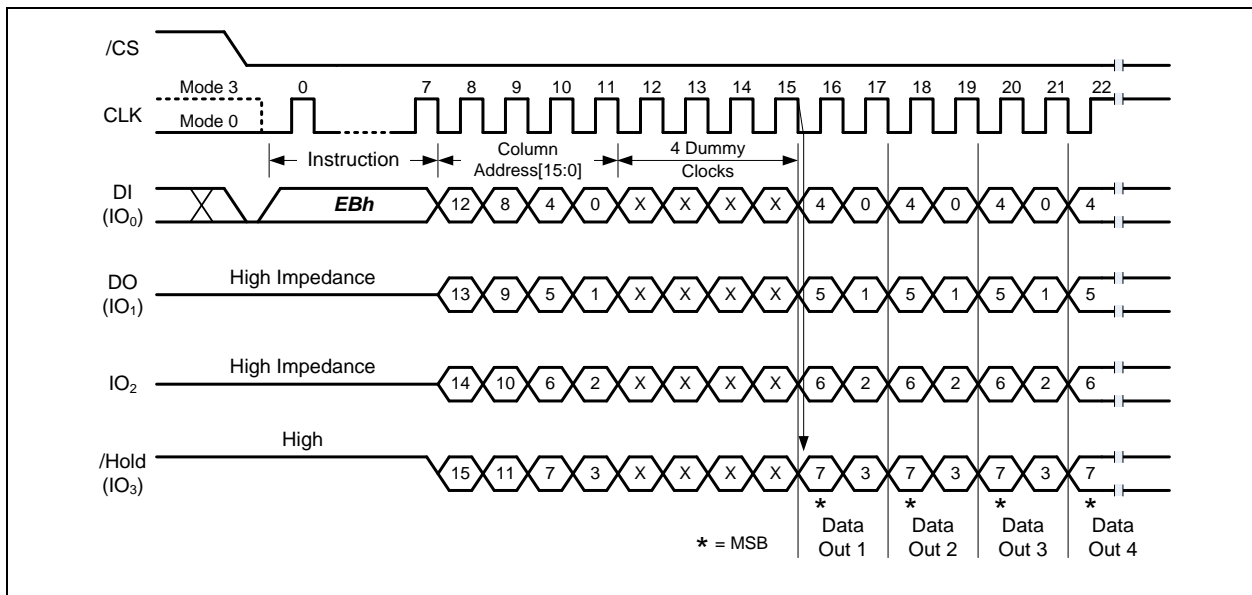 /CS
Mode 3 0 7 8 9 10 11 12 13 14 15 16 17 18 19 20 21 22
CLK
Mode 0
Instruction Column Address[15:0] 4 Dummy Clocks
DI (IO0) EBh 12 8 4 0 X X X X 4 0 4 0 4 0 4
DO (IO1) High Impedance 13 9 5 1 X X X X 5 1 5 1 5 1 5
IO2 High Impedance 14 10 6 2 X X X X 6 2 6 2 6 2 6
/Hold (IO3) High 15 11 7 3 X X X X 7 3 7 3 7 3 7
* * * *
* = MSB
Data Out 1 Data Out 2 Data Out 3 Data Out 4